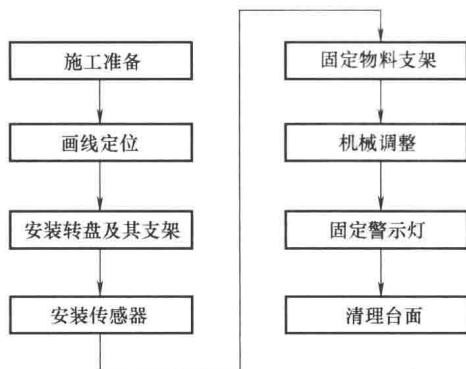 施工准备
画线定位
安装转盘及其支架
安装传感器
固定物料支架
机械调整
固定警示灯
清理台面